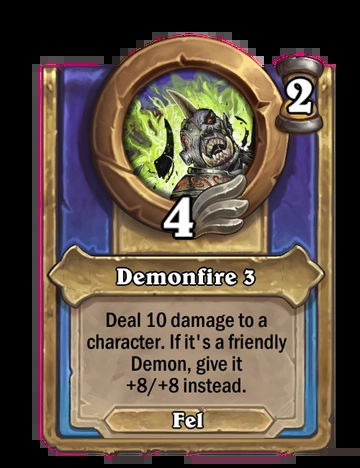 2
4
Demonfire 3
Deal 10 damage to a
character. If it's a friendly
Demon, give it
+8/+8 instead.
Fel